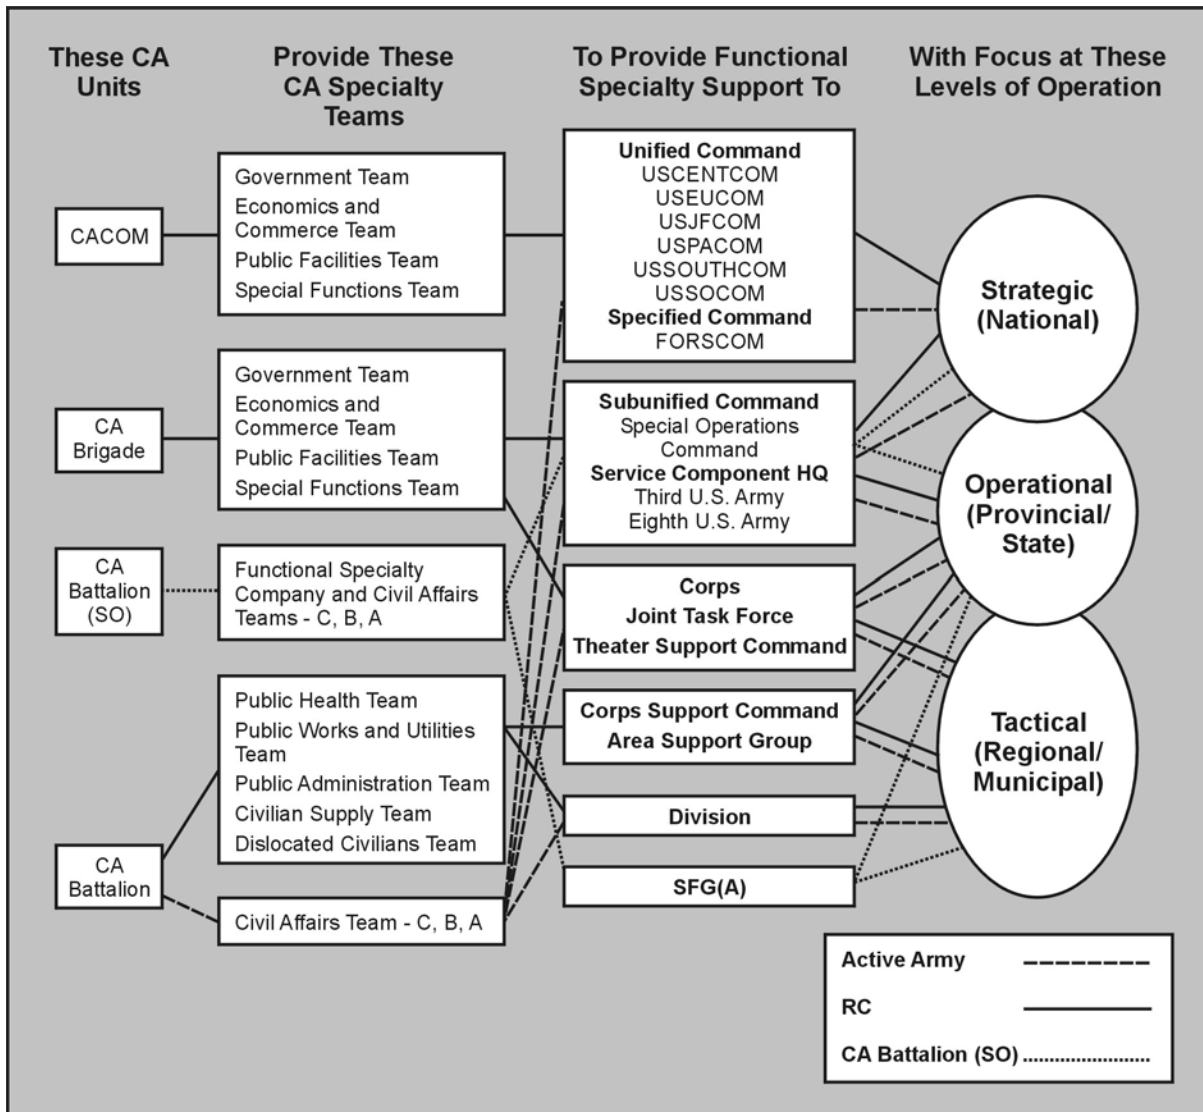 These CA
Units
Provide These
CA Specialty
Teams
To Provide Functional
Specialty Support To
With Focus at These
Levels of Operation
CACOM
Government Team
Economics and
Commerce Team
Public Facilities Team
Special Functions Team
Unified Command
USCENTCOM
USEUCOM
USJFCOM
USPACOM
USSOUTHCOM
USSOCOM
Specified Command
FORSCOM
Strategic
(National)
CA
Brigade
Government Team
Economics and
Commerce Team
Public Facilities Team
Special Functions Team
Subunified Command
Special Operations
Command
Service Component HQ
Third U.S. Army
Eighth U.S. Army
Operational
(Provincial/
State)
CA
Battalion
(SO)
Functional Specialty
Company and Civil Affairs
Teams - C, B, A
Corps
Joint Task Force
Theater Support Command
CA
Battalion
Public Health Team
Public Works and Utilities
Team
Public Administration Team
Civilian Supply Team
Dislocated Civilians Team
Civil Affairs Team - C, B, A
Corps Support Command
Area Support Group
Division
SFG(A)
Tactical
(Regional/
Municipal)
Active Army
RC
CA Battalion (SO)